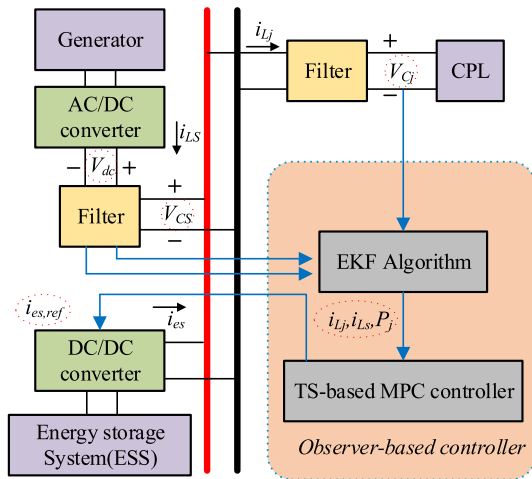 Generator
AC/DC
converter
i_LS
− V_dc +
Filter
+
V_CS
−
i_Lj
Filter
+
V_Cj
−
CPL
EKF Algorithm
i_Lj, i_Ls, P_j
TS-based MPC controller
Observer-based controller
i_es,ref
i_es
DC/DC
converter
Energy storage
System(ESS)